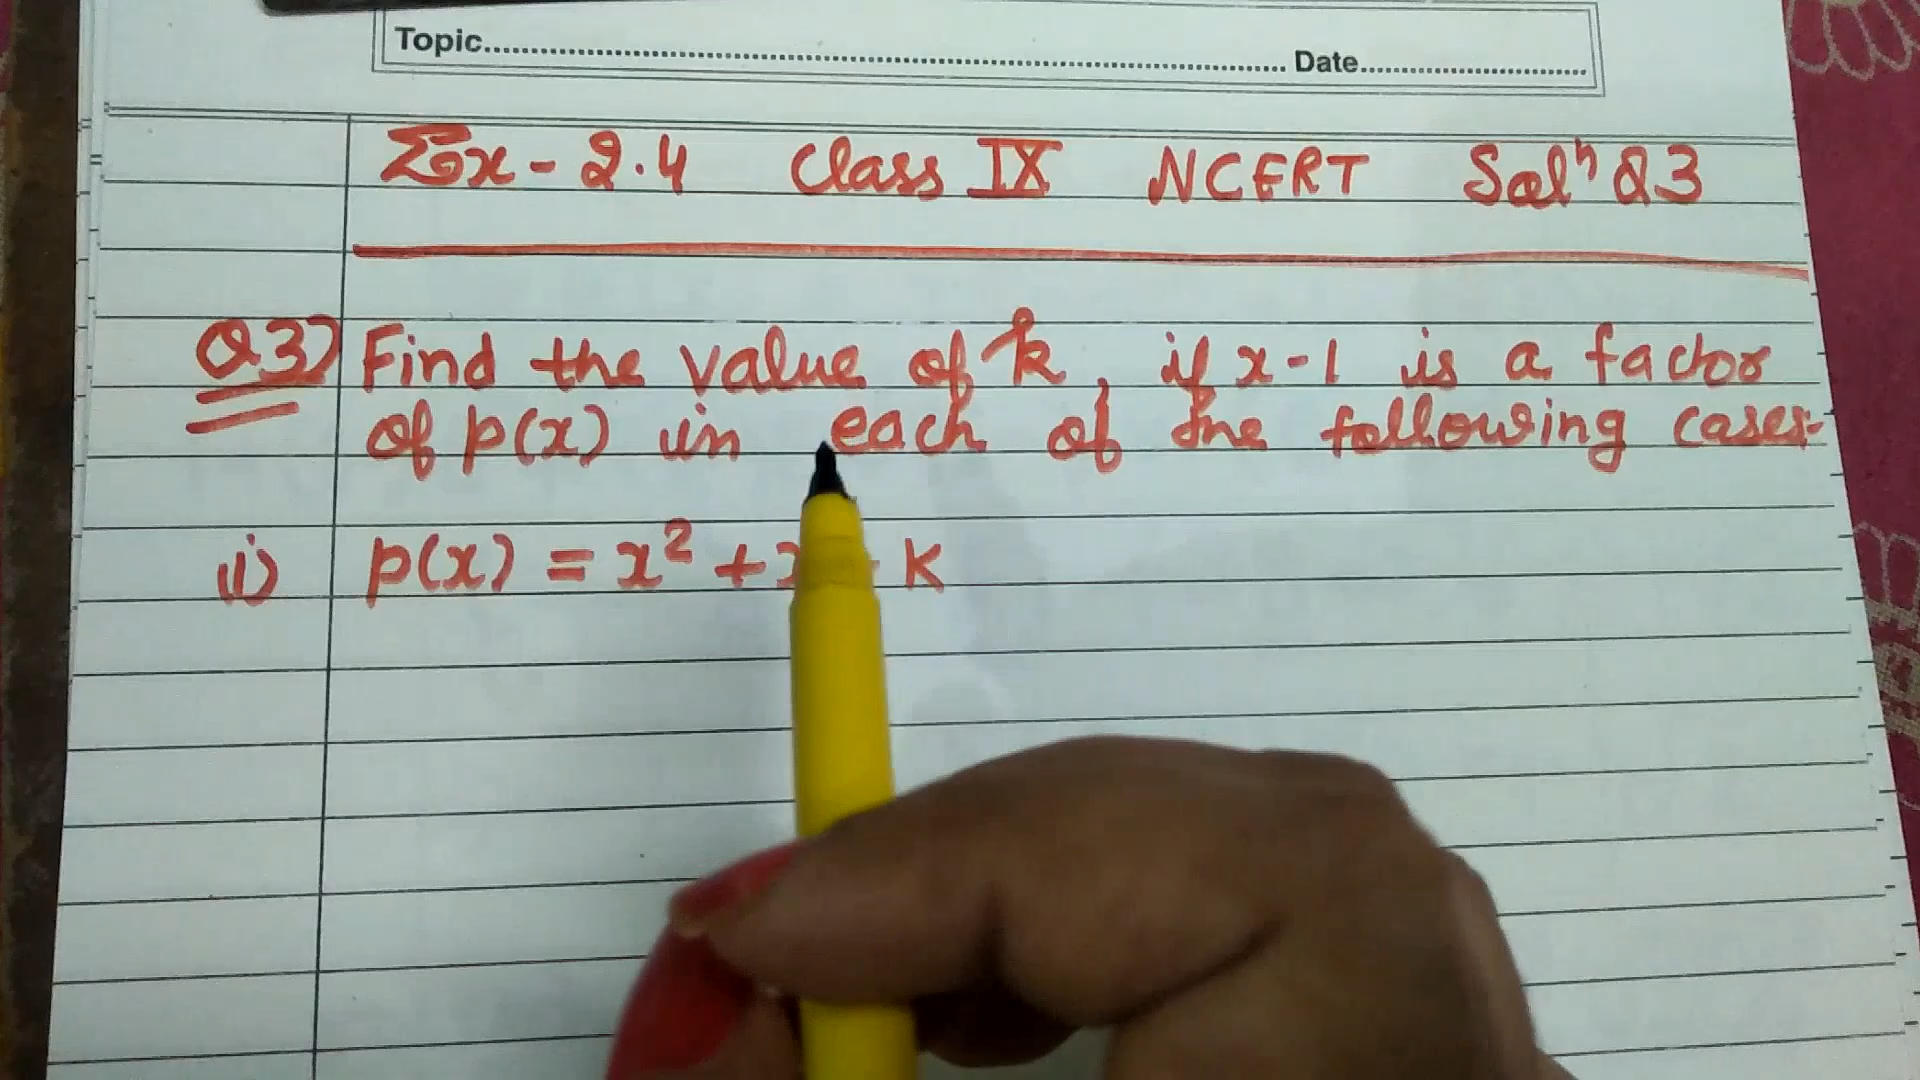 Topic.......... Date..........
Ex - 2.4 Class IX NCERT Solⁿ Q3
Q3) Find the value of k, if x-1 is a factor
of p(x) in each of the following cases:-
(i) p(x) = x² + K